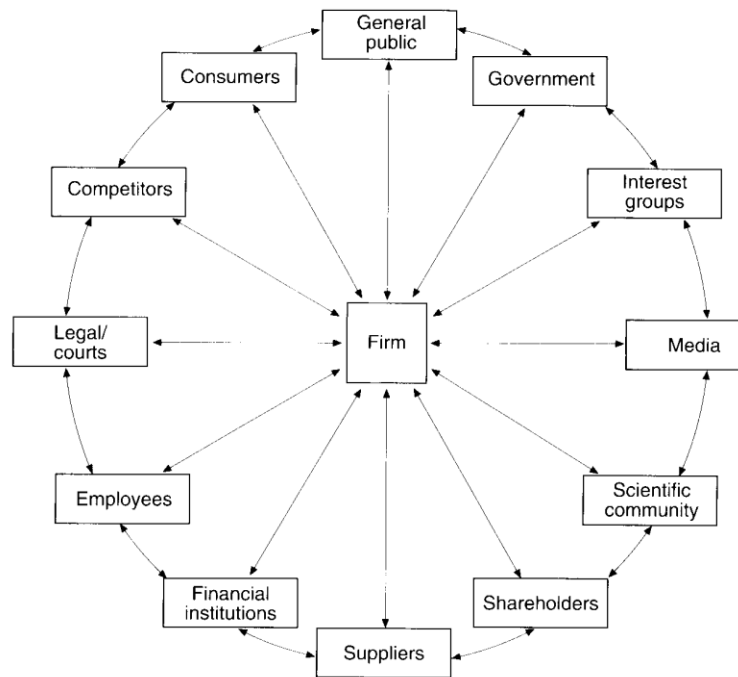 General
public
Consumers
Government
Competitors
Interest
groups
Legal/
courts
Firm
Media
Employees
Scientific
community
Financial
institutions
Shareholders
Suppliers